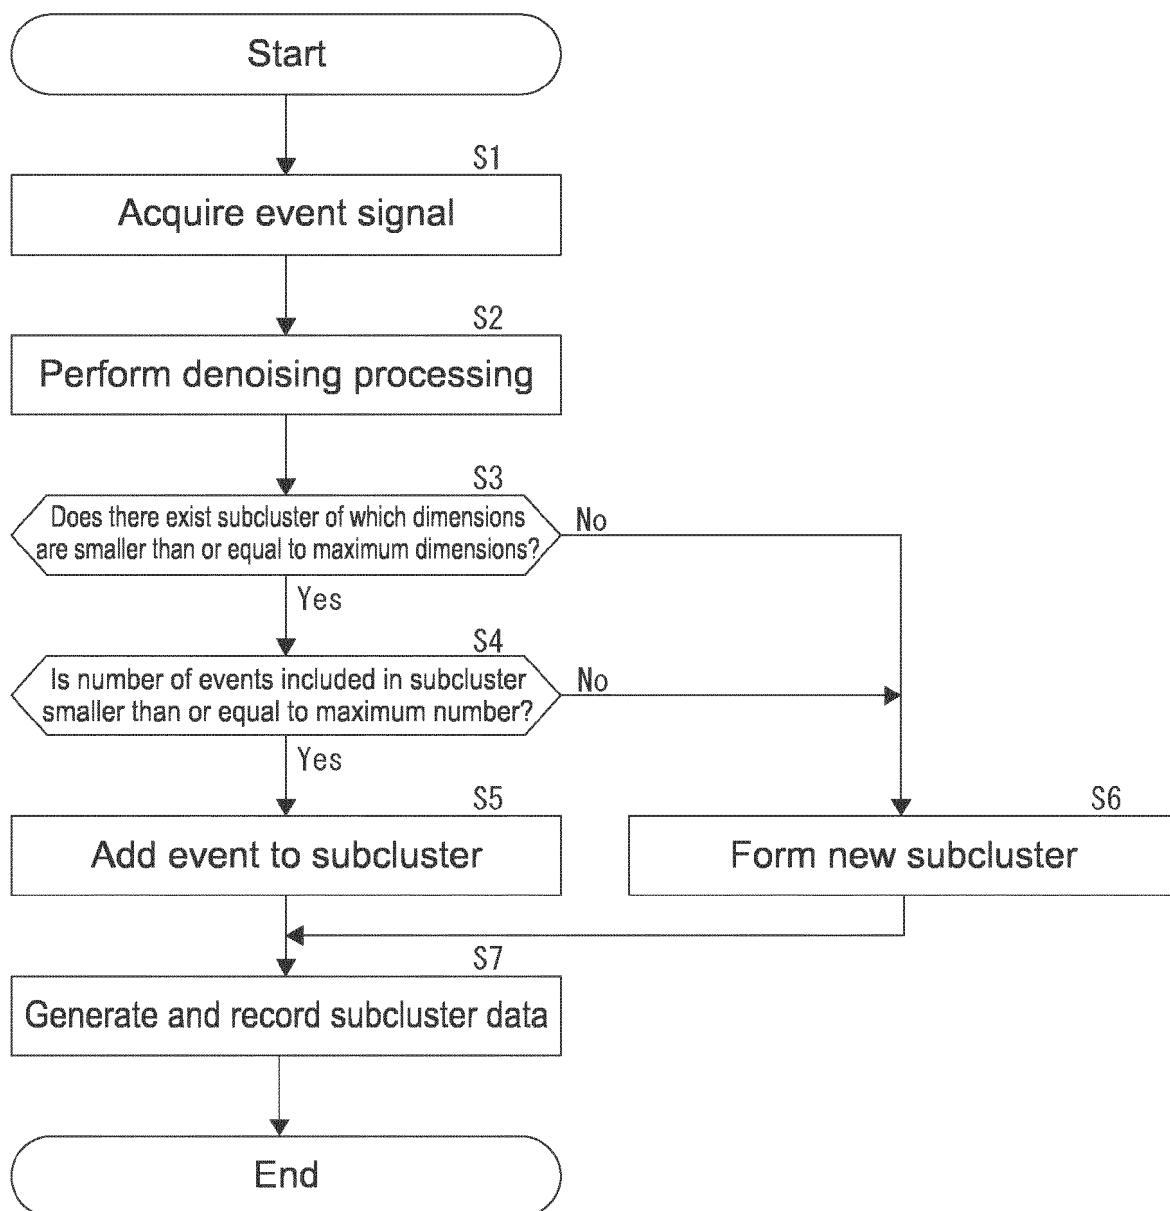 Start
S1
Acquire event signal
S2
Perform denoising processing
S3
Does there exist subcluster of which dimensions
are smaller than or equal to maximum dimensions?
No
Yes
S4
Is number of events included in subcluster
smaller than or equal to maximum number?
No
Yes
S5
Add event to subcluster
S6
Form new subcluster
S7
Generate and record subcluster data
End